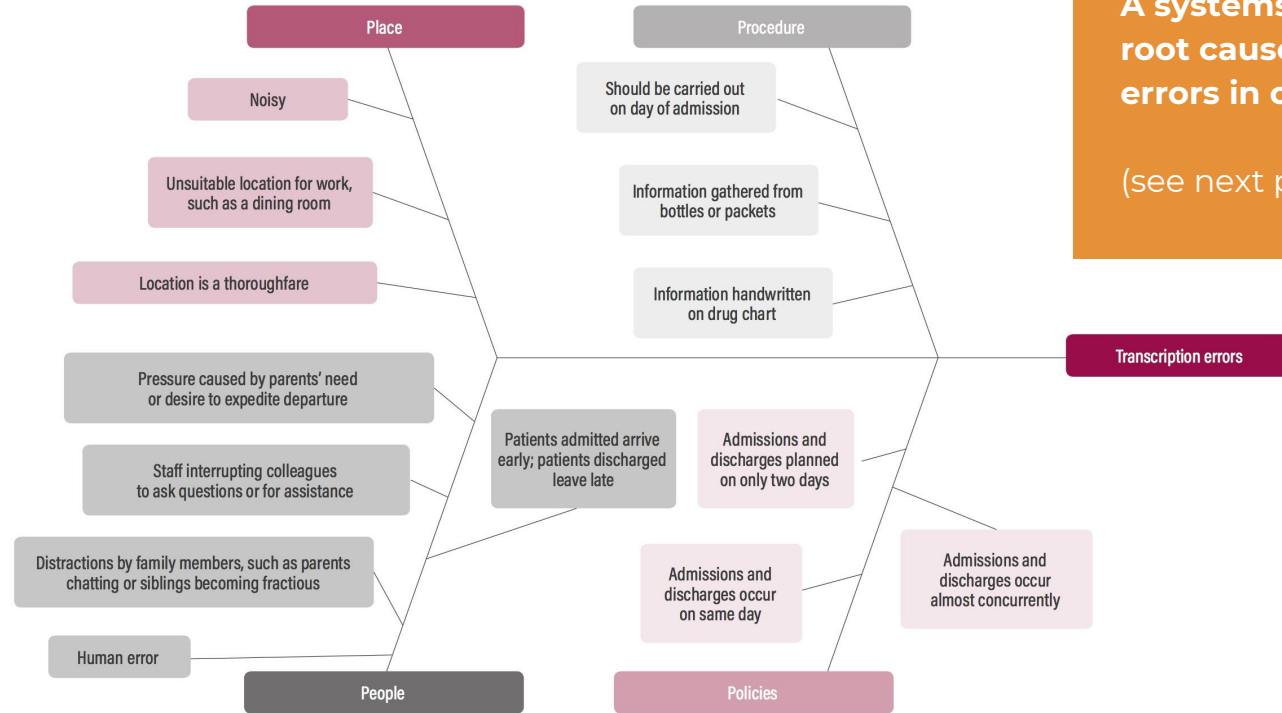 Place
Noisy
Unsuitable location for work,
such as a dining room
Location is a thoroughfare
Procedure
Should be carried out
on day of admission
Information gathered from
bottles or packets
Information handwritten
on drug chart
A systems
root cause
errors in
(see next
Transcription errors
Pressure caused by parents' need
or desire to expedite departure
Staff interrupting colleagues
to ask questions or for assistance
Distractions by family members, such as parents
chatting or siblings becoming fractious
Human error
Patients admitted arrive
early; patients discharged
leave late
People
Admissions and
discharges planned
on only two days
Admissions and
discharges occur
on same day
Admissions and
discharges occur
almost concurrently
Policies